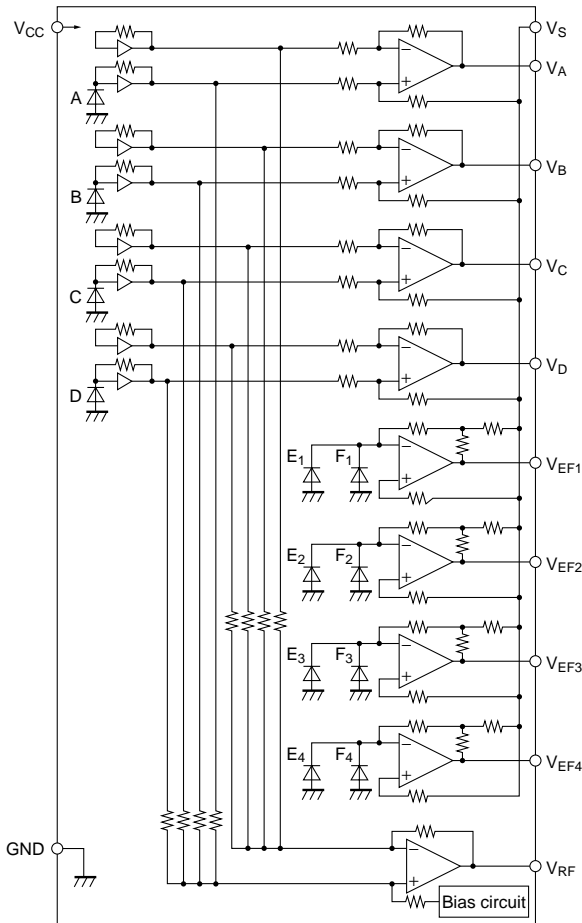 VCC
VS
VA
A
VB
B
VC
C
VD
D
E1
F1
VEF1
E2
F2
VEF2
E3
F3
VEF3
E4
F4
VEF4
GND
VRF
Bias circuit